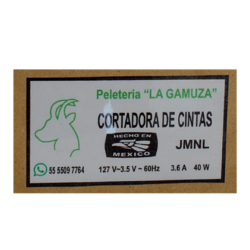 Peletería "LA GAMUZA"
CORTADORA DE CINTAS
HECHO EN
MEXICO
JMNL
55 5509 7764
127 V~3.5 V ~ 60Hz 3.6 A 40 W